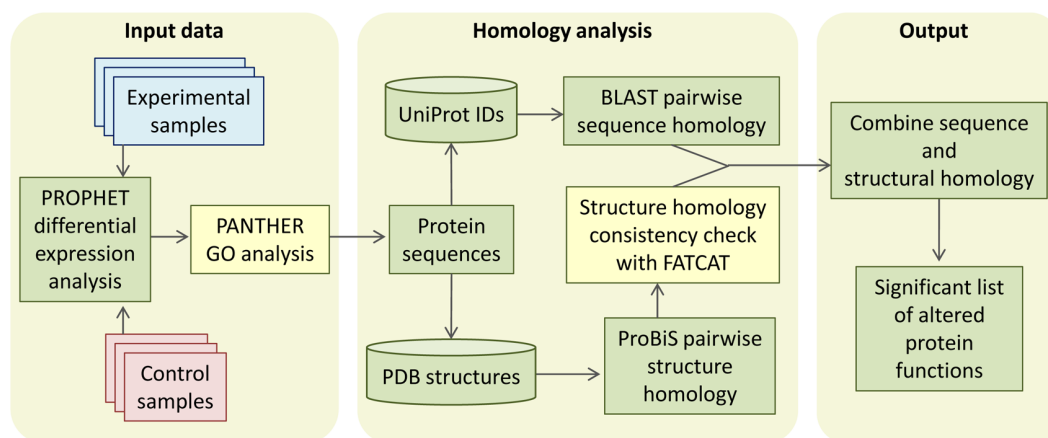 Input data
Experimental
samples
PROPHET
differential
expression
analysis
PANTHER
GO analysis
Control
samples
Homology analysis
UniProt IDs
BLAST pairwise
sequence homology
Protein
sequences
Structure homology
consistency check
with FATCAT
PDB structures
ProBiS pairwise
structure
homology
Output
Combine sequence
and
structural homology
Significant list
of altered
protein
functions